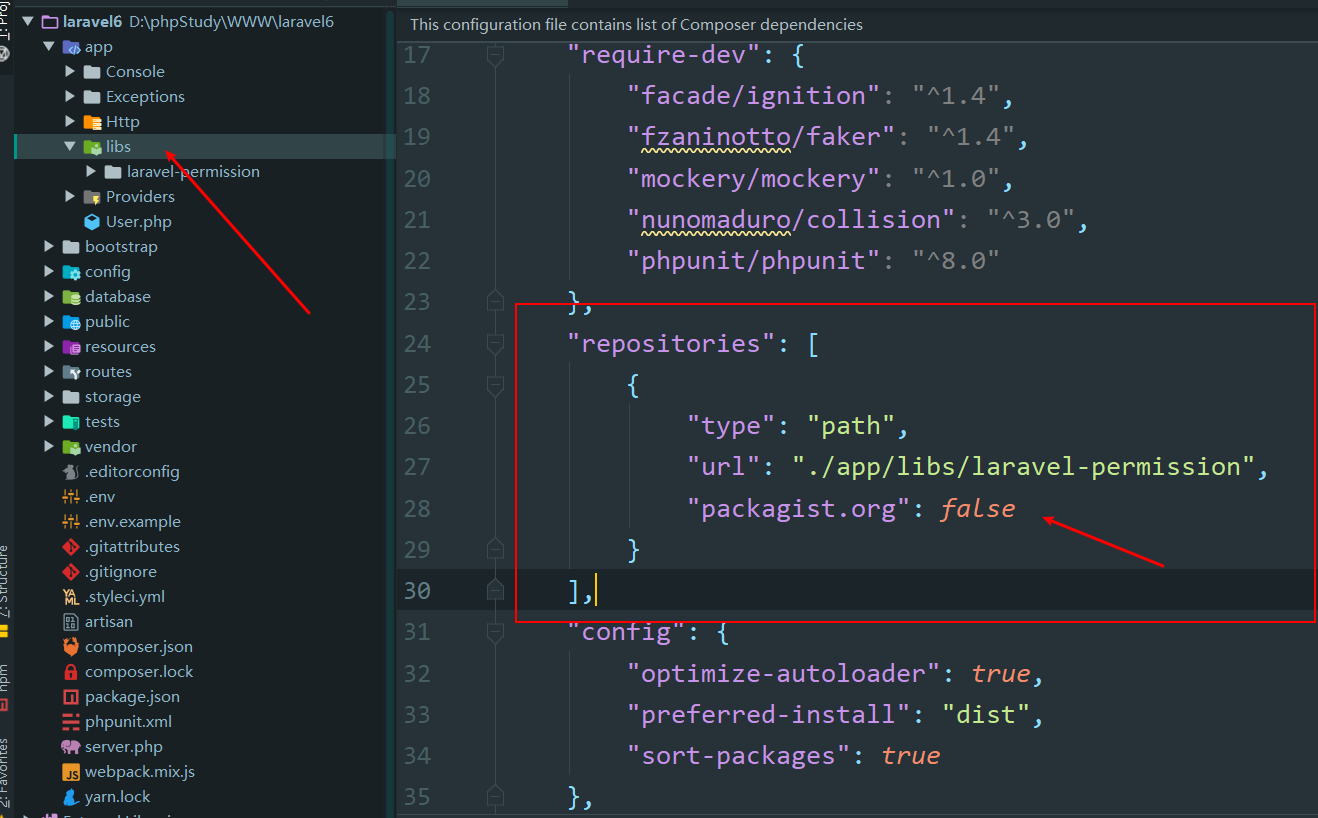 1: Proj
laravel6 D:\phpStudy\WWW\laravel6
app
Console
Exceptions
Http
libs
laravel-permission
Providers
User.php
bootstrap
config
database
public
resources
routes
storage
tests
vendor
.editorconfig
.env
.env.example
.gitattributes
.gitignore
.styleci.yml
artisan
composer.json
composer.lock
package.json
phpunit.xml
server.php
webpack.mix.js
yarn.lock
7: Structure
npm
2: Favorites
This configuration file contains list of Composer dependencies
17 "require-dev": {
18 "facade/ignition": "^1.4",
19 "fzaninotto/faker": "^1.4",
20 "mockery/mockery": "^1.0",
21 "nunomaduro/collision": "^3.0",
22 "phpunit/phpunit": "^8.0"
23 },
24 "repositories": [
25 {
26 "type": "path",
27 "url": "./app/libs/laravel-permission",
28 "packagist.org": false
29 }
30 ],
31 "config": {
32 "optimize-autoloader": true,
33 "preferred-install": "dist",
34 "sort-packages": true
35 },